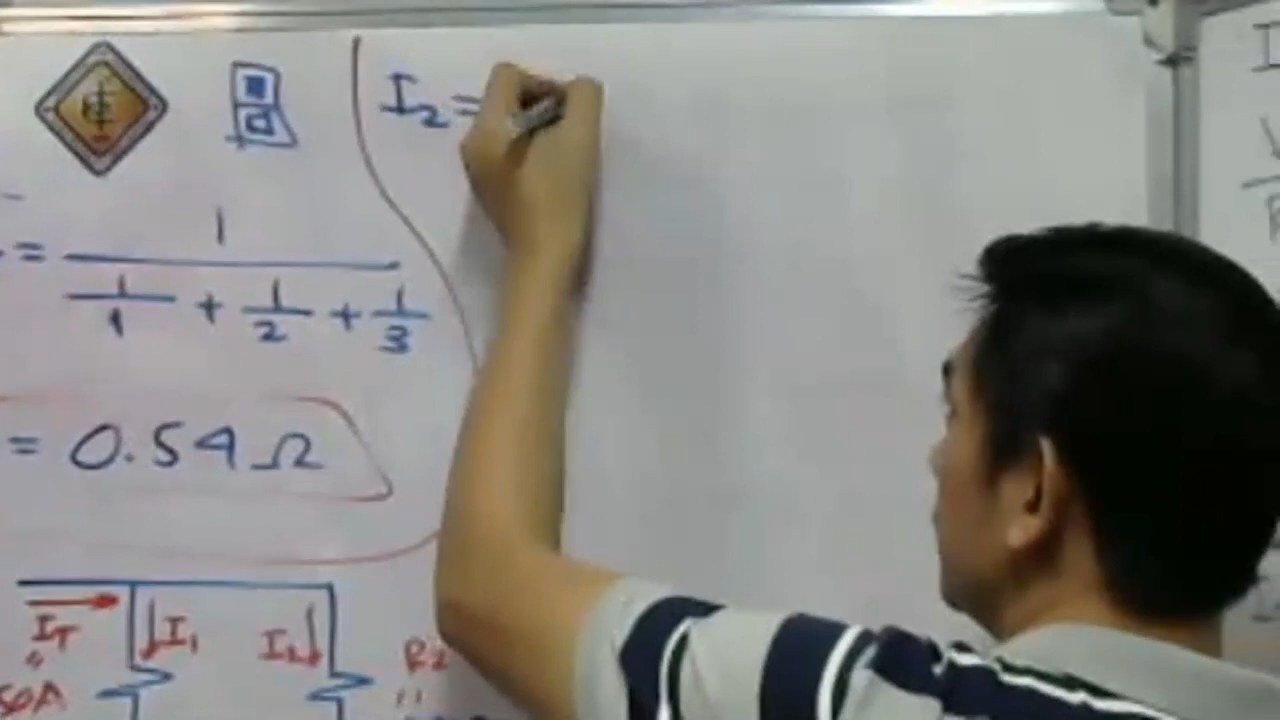 I₂=
= 1
1/1 + 1/2 + 1/3
= 0.54 Ω
I_T I₁ I₂ R2
50A